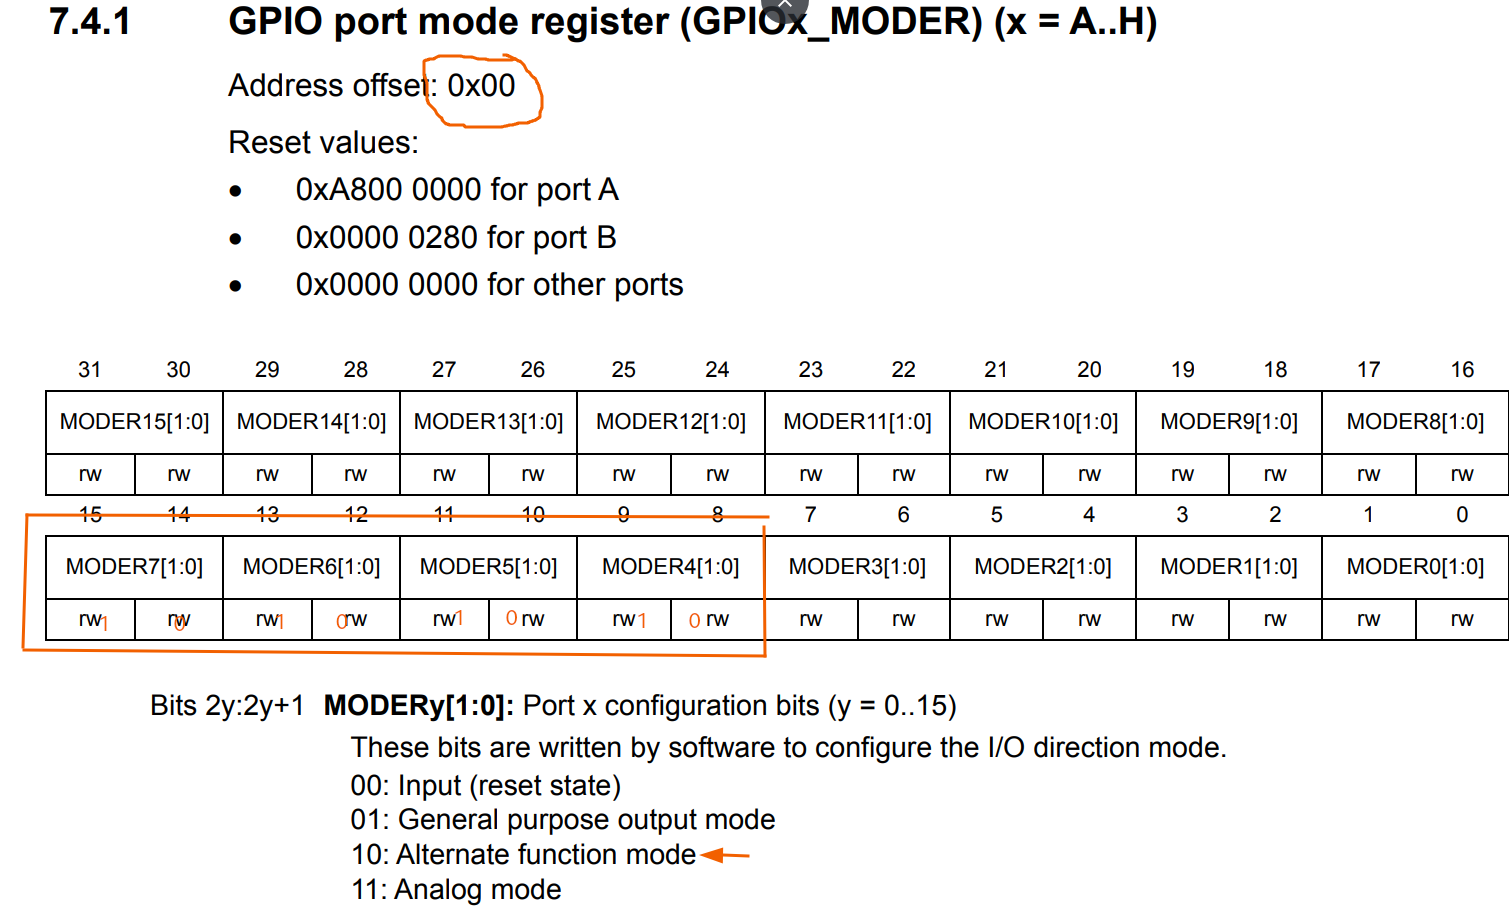 7.4.1 GPIO port mode register (GPIOx_MODER) (x = A..H)
Address offset: 0x00
Reset values:
• 0xA800 0000 for port A
• 0x0000 0280 for port B
• 0x0000 0000 for other ports
31 30 29 28 27 26 25 24 23 22 21 20 19 18 17 16
MODER15[1:0] MODER14[1:0] MODER13[1:0] MODER12[1:0] MODER11[1:0] MODER10[1:0] MODER9[1:0] MODER8[1:0]
rw rw rw rw rw rw rw rw rw rw rw rw rw rw rw rw
15 14 13 12 11 10 9 8 7 6 5 4 3 2 1 0
MODER7[1:0] MODER6[1:0] MODER5[1:0] MODER4[1:0] MODER3[1:0] MODER2[1:0] MODER1[1:0] MODER0[1:0]
rw 1 rw 0 rw 1 0 rw rw 1 0 rw rw 1 0 rw rw rw rw rw rw rw rw rw
Bits 2y:2y+1 MODERy[1:0]: Port x configuration bits (y = 0..15)
These bits are written by software to configure the I/O direction mode.
00: Input (reset state)
01: General purpose output mode
10: Alternate function mode
11: Analog mode